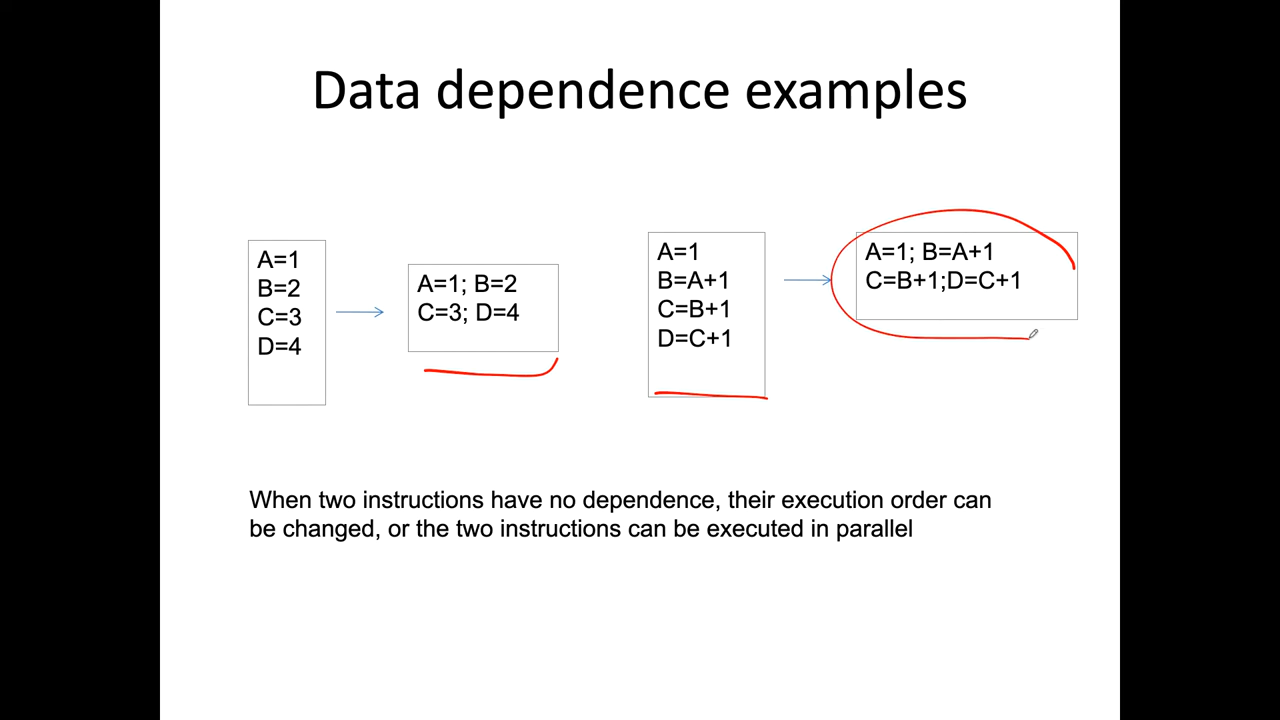 Data dependence examples
A=1
B=2
C=3
D=4
A=1; B=2
C=3; D=4
A=1
B=A+1
C=B+1
D=C+1
A=1; B=A+1
C=B+1;D=C+1
When two instructions have no dependence, their execution order can
be changed, or the two instructions can be executed in parallel